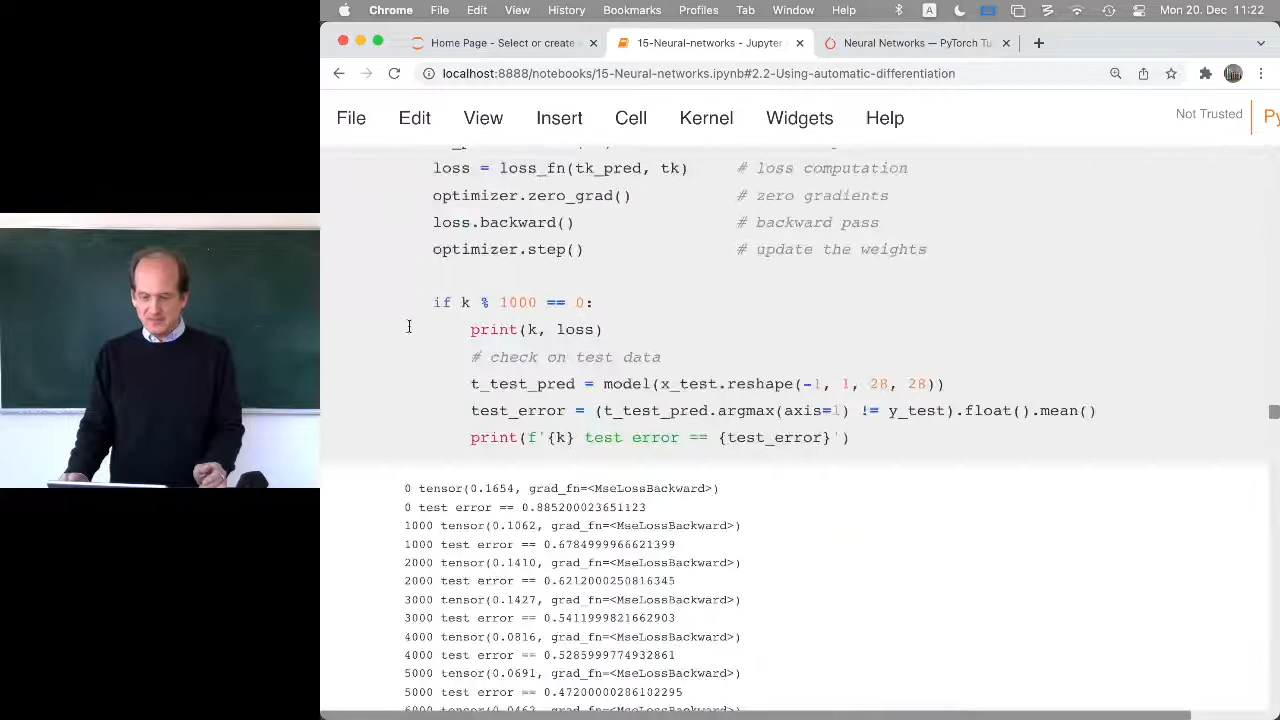 Chrome File Edit View History Bookmarks Profiles Tab Window Help A Mon 20. Dec 11:22
Home Page - Select or create 15-Neural-networks - Jupyter Neural Networks — PyTorch Tu
localhost:8888/notebooks/15-Neural-networks.ipynb#2.2-Using-automatic-differentiation
File Edit View Insert Cell Kernel Widgets Help Not Trusted Py
loss = loss_fn(tk_pred, tk) # loss computation
optimizer.zero_grad() # zero gradients
loss.backward() # backward pass
optimizer.step() # update the weights
if k % 1000 == 0:
print(k, loss)
# check on test data
t_test_pred = model(x_test.reshape(-1, 1, 28, 28))
test_error = (t_test_pred.argmax(axis=1) != y_test).float().mean()
print(f'{k} test error == {test_error}')
0 tensor(0.1654, grad_fn=<MseLossBackward>)
0 test error == 0.885200023651123
1000 tensor(0.1062, grad_fn=<MseLossBackward>)
1000 test error == 0.6784999966621399
2000 tensor(0.1410, grad_fn=<MseLossBackward>)
2000 test error == 0.6212000250816345
3000 tensor(0.1427, grad_fn=<MseLossBackward>)
3000 test error == 0.5411999821662903
4000 tensor(0.0816, grad_fn=<MseLossBackward>)
4000 test error == 0.5285999774932861
5000 tensor(0.0691, grad_fn=<MseLossBackward>)
5000 test error == 0.47200000286102295
6000 tensor(0.0462, grad_fn=<MseLossBackward>)